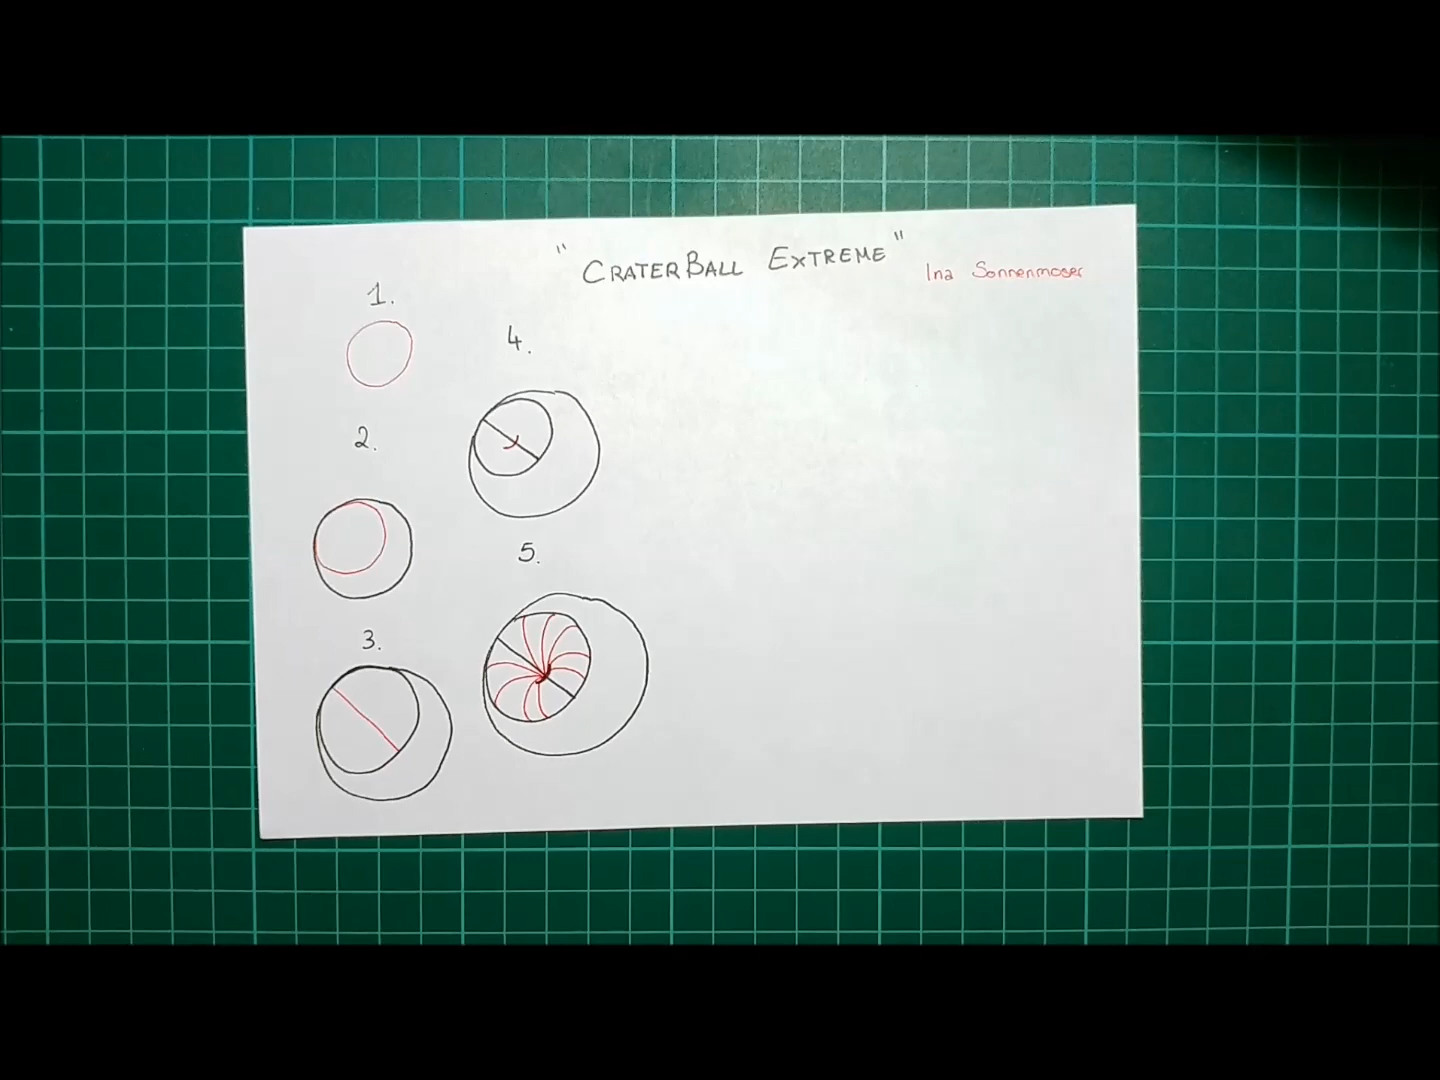 "CRATERBALL EXTREME"
Ina Sonnenmoser
1.
2.
3.
4.
5.